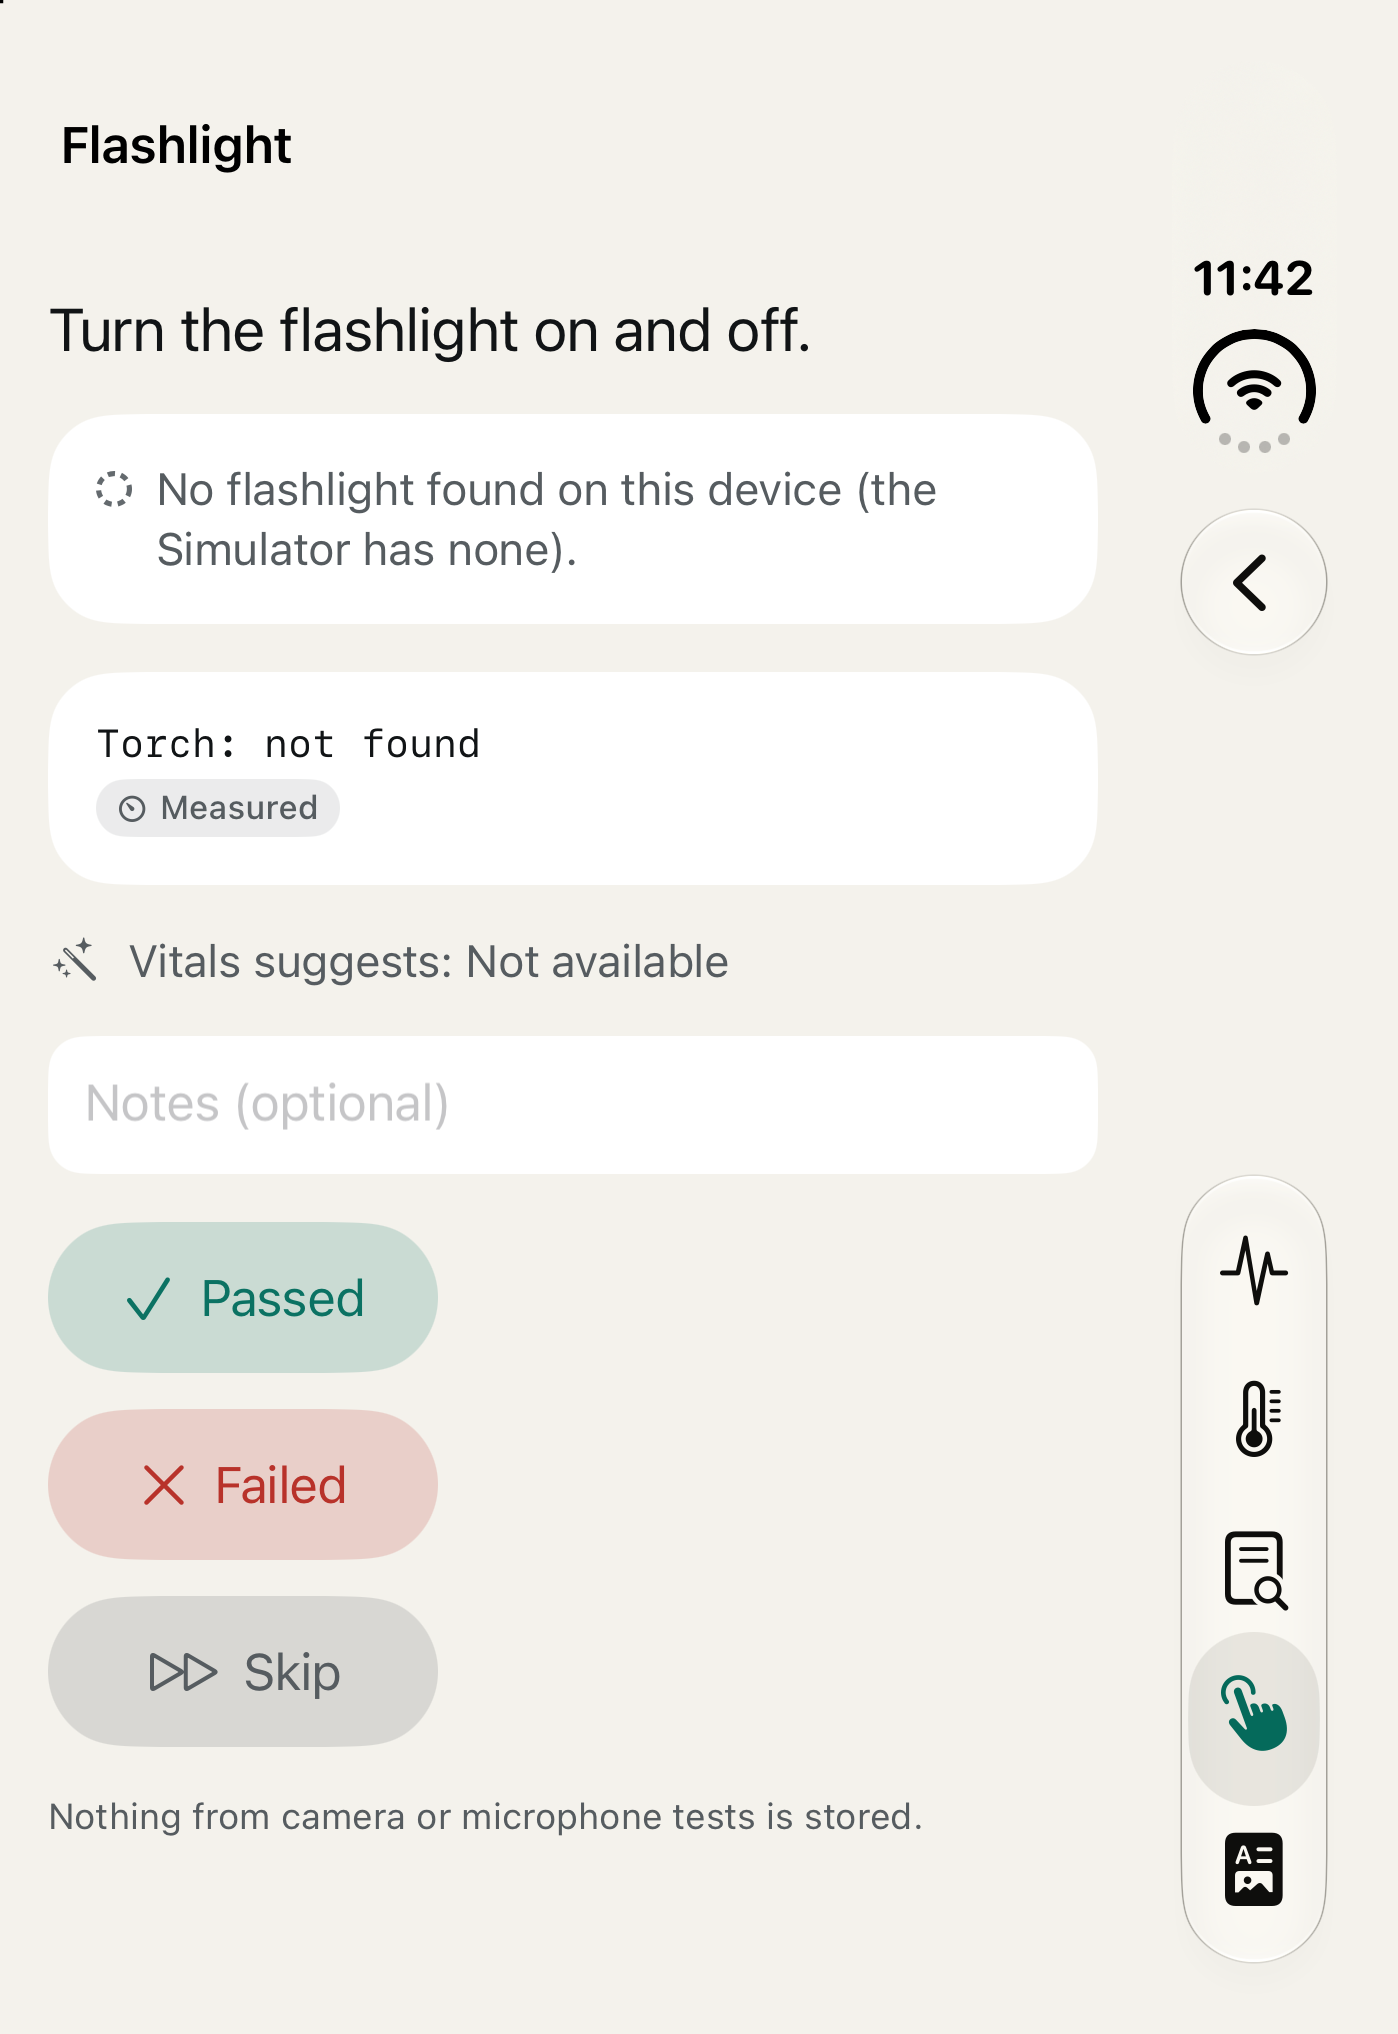 Flashlight
11:42
Turn the flashlight on and off.
No flashlight found on this device (the
Simulator has none).
Torch: not found
Measured
Vitals suggests: Not available
Notes (optional)
Passed
Failed
Skip
Nothing from camera or microphone tests is stored.